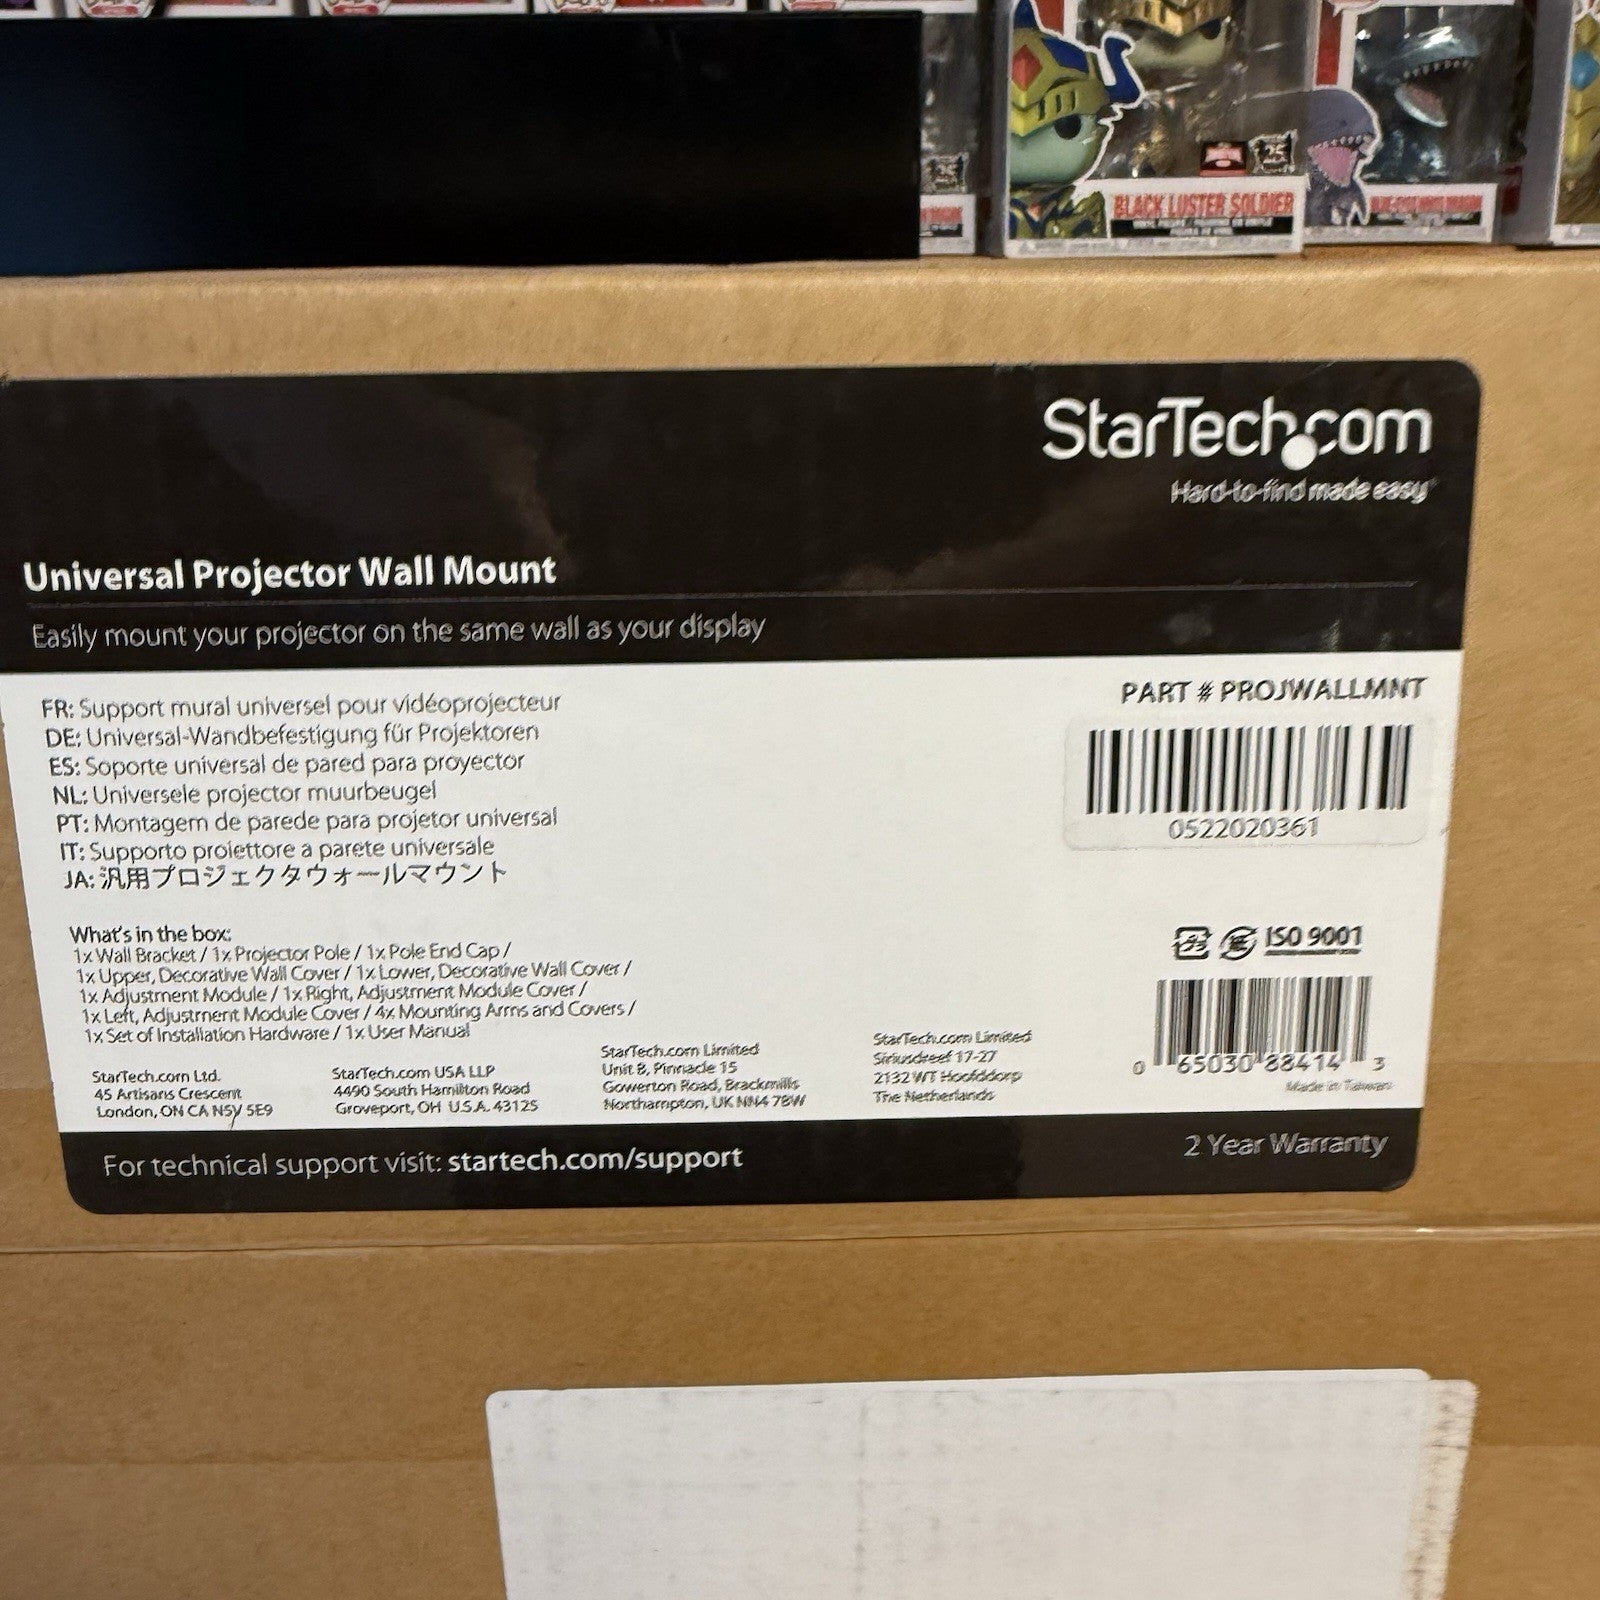 BLACK LUSTER SOLDIER
StarTech.com
Hard-to-find made easy®
Universal Projector Wall Mount
Easily mount your projector on the same wall as your display
FR: Support mural universel pour vidéoprojecteur
DE: Universal-Wandbefestigung für Projektoren
ES: Soporte universal de pared para proyector
NL: Universele projector muurbeugel
PT: Montagem de parede para projetor universal
IT: Supporto proiettore a parete universale
JA: 汎用プロジェクタウォールマウント
PART # PROJWALLMNT
0522020361
What's in the box:
1x Wall Bracket / 1x Projector Pole / 1x Pole End Cap /
1x Upper, Decorative Wall Cover / 1x Lower, Decorative Wall Cover /
1x Adjustment Module / 1x Right, Adjustment Module Cover /
1x Left, Adjustment Module Cover / 4x Mounting Arms and Covers /
1x Set of Installation Hardware / 1x User Manual
ISO 9001
0 65030 88414 3
Made in Taiwan
StarTech.com Ltd.
45 Artisans Crescent
London, ON CA N5V 5E9
StarTech.com USA LLP
4490 South Hamilton Road
Groveport, OH U.S.A. 43125
StarTech.com Limited
Unit B, Pinnacle 15
Gowerton Road, Brackmills
Northampton, UK NN4 7BW
StarTech.com Limited
Siriusdreef 17-27
2132 WT Hoofddorp
The Netherlands
For technical support visit: startech.com/support
2 Year Warranty